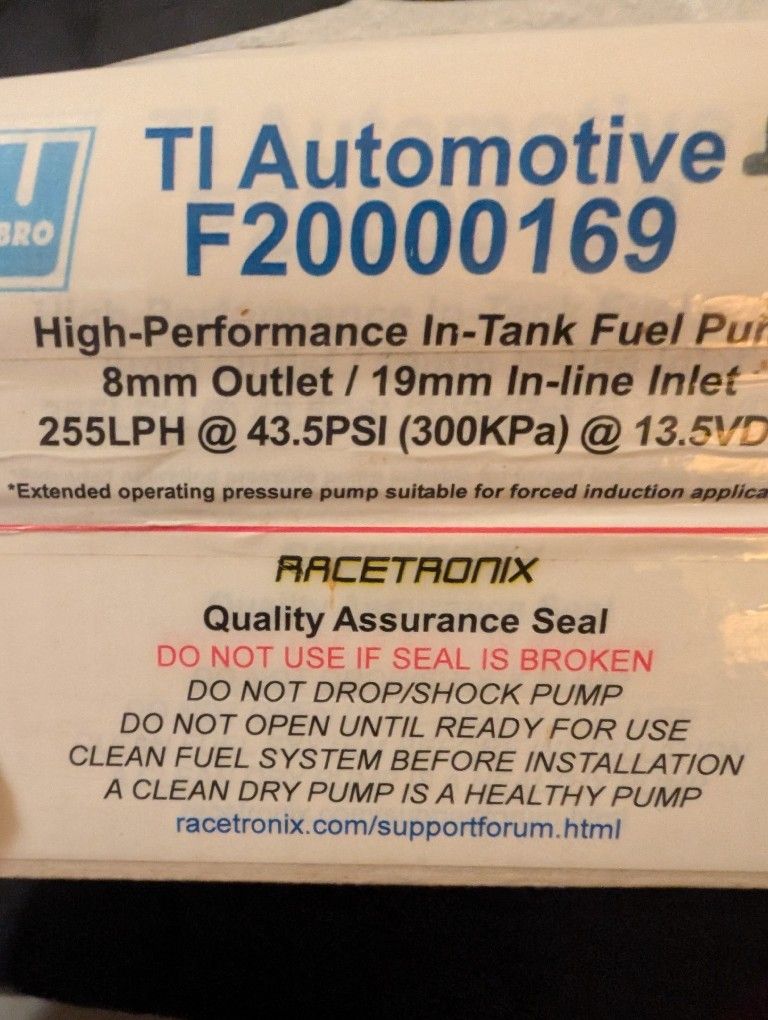 TI Automotive
BRO
F20000169
High-Performance In-Tank Fuel Pu
8mm Outlet / 19mm In-line Inlet
255LPH @ 43.5PSI (300KPa) @ 13.5VD
*Extended operating pressure pump suitable for forced induction applica
RACETRONIX
Quality Assurance Seal
DO NOT USE IF SEAL IS BROKEN
DO NOT DROP/SHOCK PUMP
DO NOT OPEN UNTIL READY FOR USE
CLEAN FUEL SYSTEM BEFORE INSTALLATION
A CLEAN DRY PUMP IS A HEALTHY PUMP
racetronix.com/supportforum.html